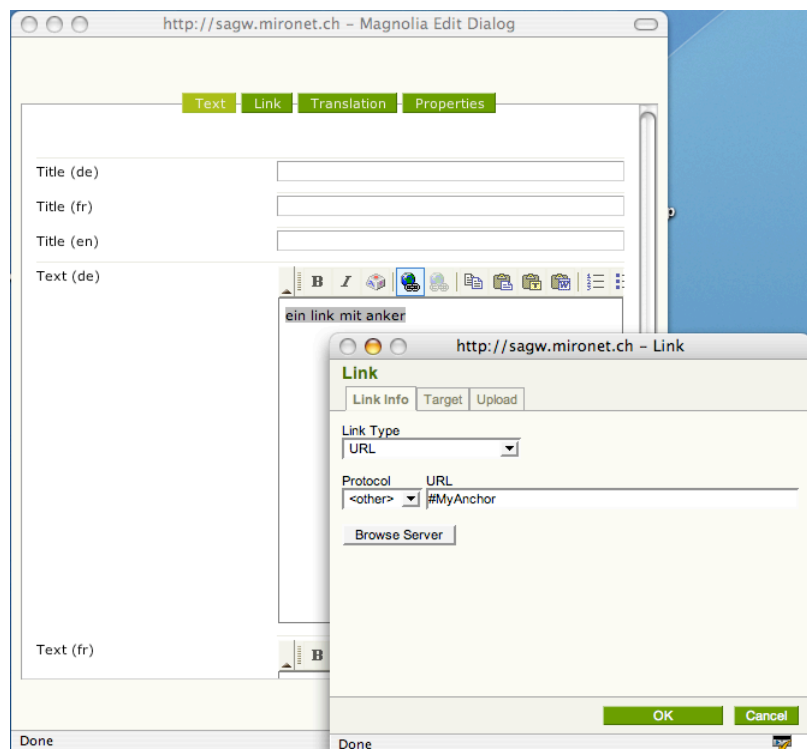 http://sagw.mironet.ch – Magnolia Edit Dialog
Text Link Translation Properties
Title (de)
Title (fr)
Title (en)
Text (de)
B I
ein link mit anker
http://sagw.mironet.ch – Link
Link
Link Info Target Upload
Link Type
URL
Protocol URL
<other> #MyAnchor
Browse Server
Text (fr)
B
OK Cancel
Done
Done